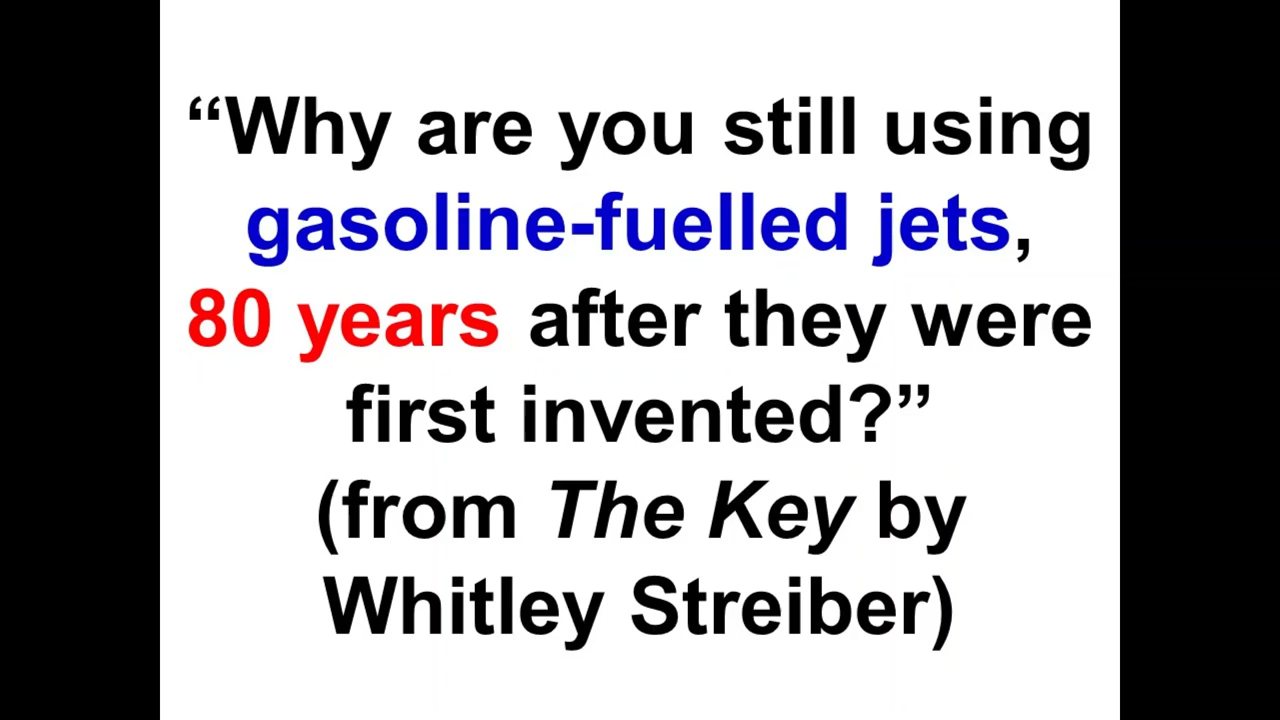 “Why are you still using
gasoline-fuelled jets,
80 years after they were
first invented?”
(from The Key by
Whitley Streiber)